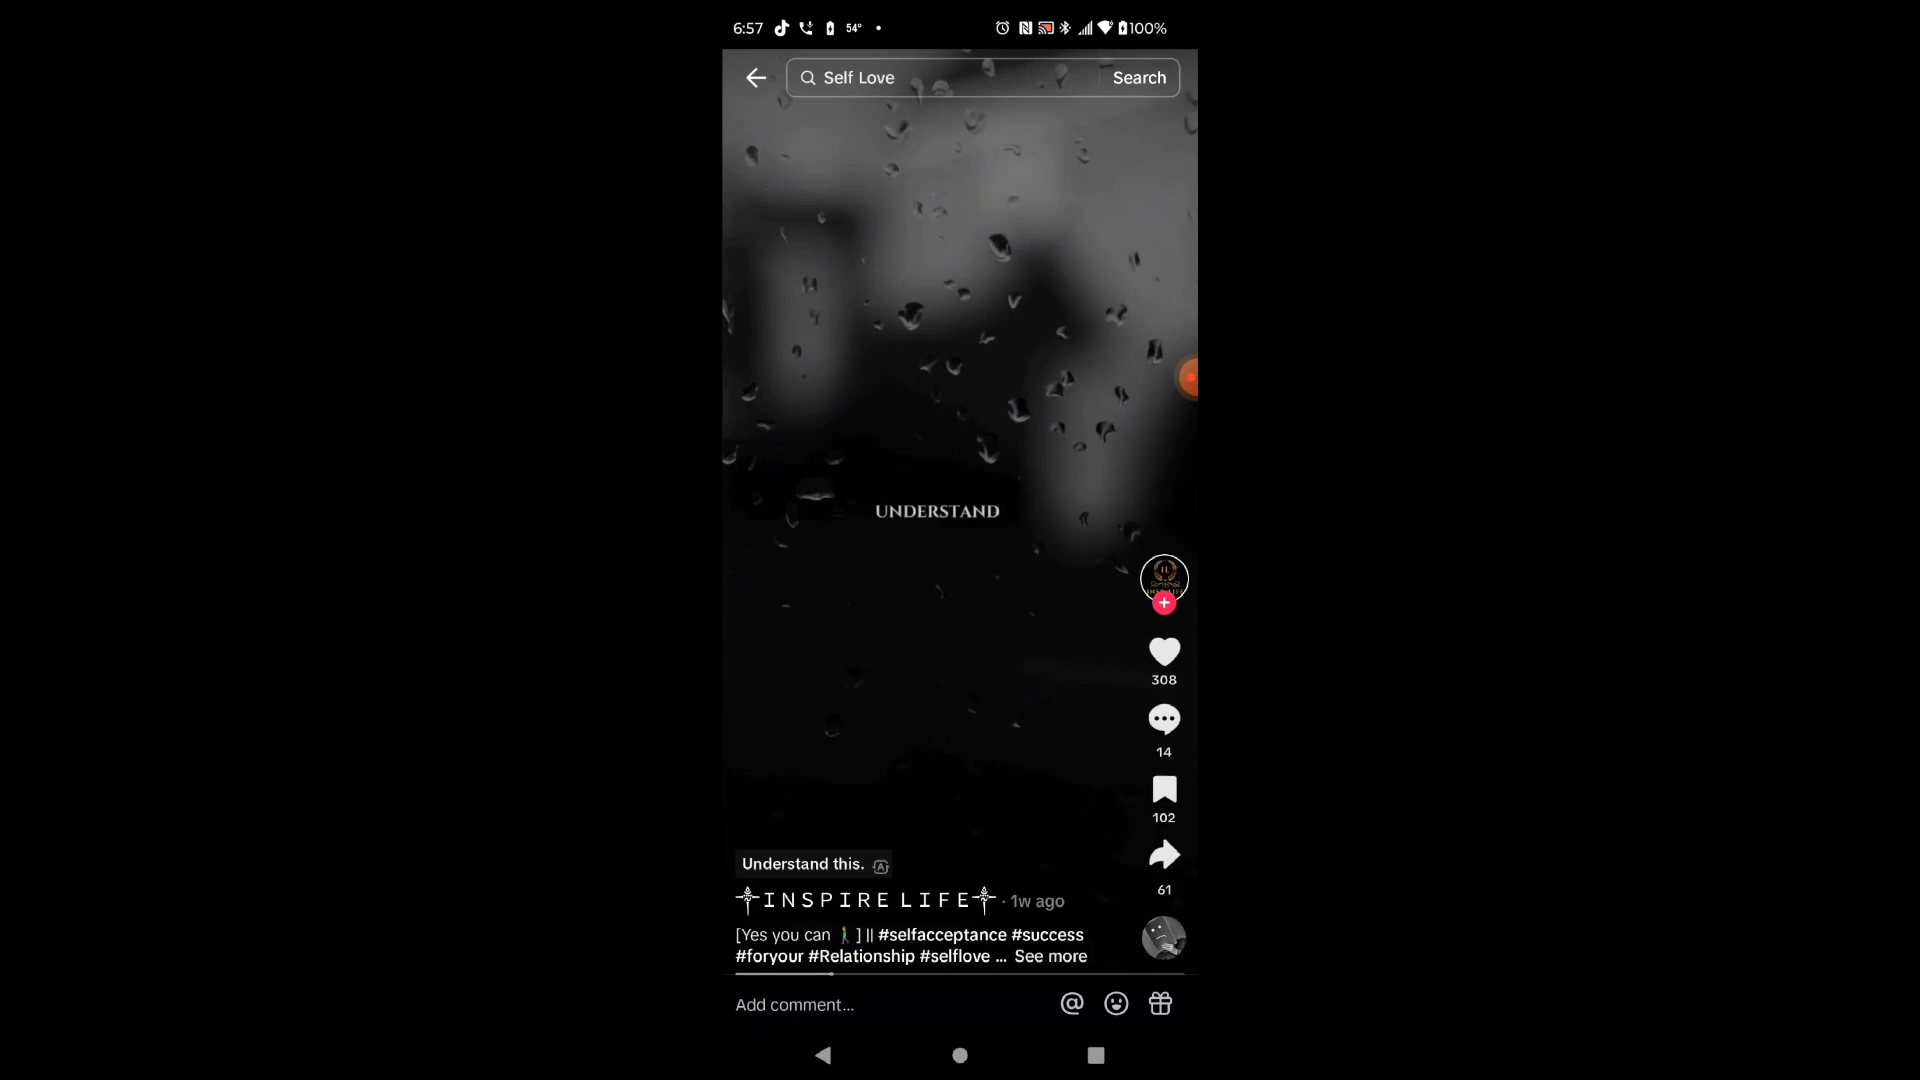 6:57 54° 100%
Self Love Search
UNDERSTAND
308
14
102
61
Understand this.
INSPIRE LIFE · 1w ago
[Yes you can 🚶🏿‍♂️] || #selfacceptance #success
#foryour #Relationship #selflove ... See more
Add comment...